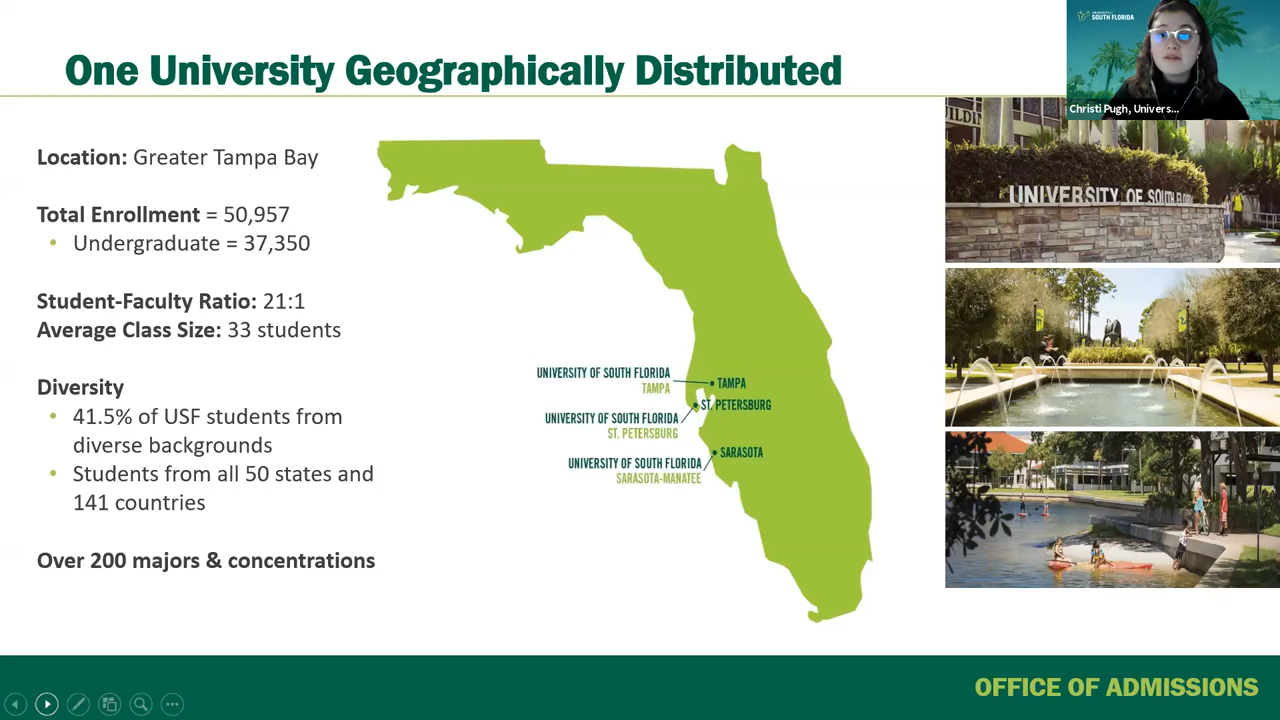 One University Geographically Distributed
UNIVERSITY of
SOUTH FLORIDA
Christi Pugh, Univers...
Location: Greater Tampa Bay
Total Enrollment = 50,957
• Undergraduate = 37,350
Student-Faculty Ratio: 21:1
Average Class Size: 33 students
Diversity
• 41.5% of USF students from
diverse backgrounds
• Students from all 50 states and
141 countries
Over 200 majors & concentrations
UNIVERSITY OF SOUTH FLORIDA
TAMPA
TAMPA
UNIVERSITY OF SOUTH FLORIDA
ST. PETERSBURG
ST. PETERSBURG
UNIVERSITY OF SOUTH FLORIDA
SARASOTA-MANATEE
SARASOTA
UILDIN
UNIVERSITY OF SOUTH FLO
OFFICE OF ADMISSIONS